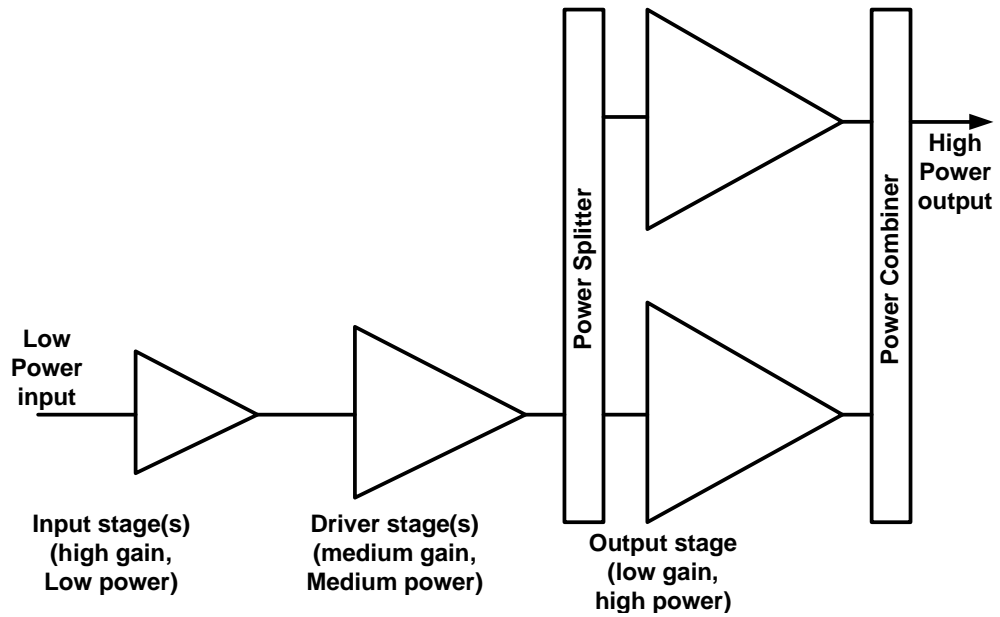 Low
Power
input
Input stage(s)
(high gain,
Low power)
Driver stage(s)
(medium gain,
Medium power)
Power Splitter
Output stage
(low gain,
high power)
Power Combiner
High
Power
output